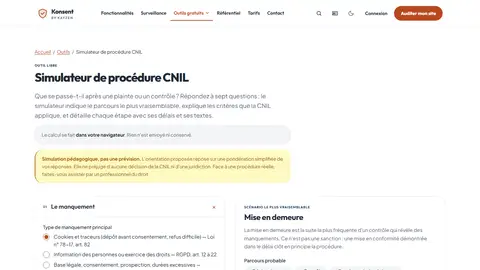 Konsent
BY KATZEN
Fonctionnalités
Surveillance
Outils gratuits
Référentiel
Tarifs
Contact
Connexion
Auditer mon site
Accueil / Outils / Simulateur de procédure CNIL
OUTIL LIBRE
Simulateur de procédure CNIL
Que se passe-t-il après une plainte ou un contrôle ? Répondez à sept questions : le
simulateur indique le parcours le plus vraisemblable, explique les critères que la CNIL
applique, et détaille chaque étape avec ses délais et ses textes.
Le calcul se fait dans votre navigateur. Rien n'est envoyé ni conservé.
Simulation pédagogique, pas une prévision. L'orientation proposée repose sur une pondération simplifiée de
vos réponses. Elle ne préjuge d'aucune décision de la CNIL ni d'une juridiction. Face à une procédure réelle,
faites-vous assister par un professionnel du droit.
Le manquement
Type de manquement principal
Cookies et traceurs (dépôt avant consentement, refus difficile) — Loi
n° 78-17, art. 82
Information des personnes ou exercice des droits — RGPD, art. 12 à 22
Base légale, consentement, prospection, durées excessives —
SCÉNARIO LE PLUS VRAISEMBLABLE
Mise en demeure
La mise en demeure est la suite la plus fréquente d'un contrôle qui révèle des
manquements. Ce n'est pas une sanction : une mise en conformité démontrée
dans le délai clôt en principe la procédure.
Parcours probable